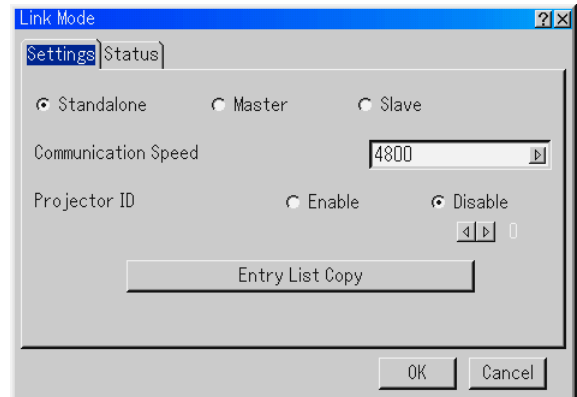 Link Mode
Settings Status
Standalone Master Slave
Communication Speed 4800
Projector ID Enable Disable
0
Entry List Copy
OK Cancel